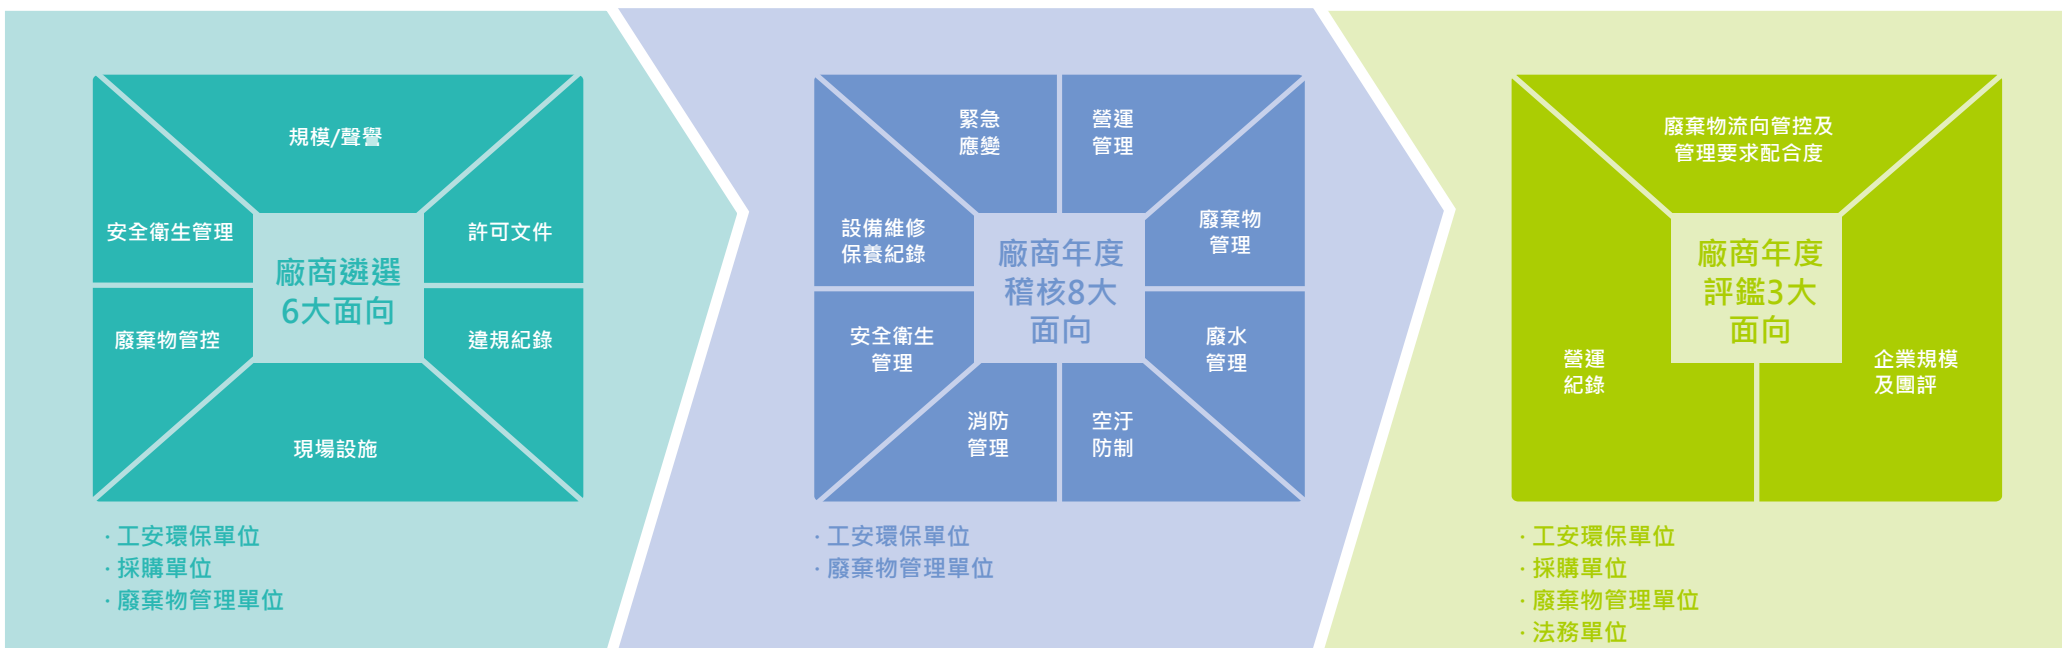 規模/聲譽
安全衛生管理
許可文件
廠商遴選
6大面向
廢棄物管控
違規紀錄
現場設施
· 工安環保單位
· 採購單位
· 廢棄物管理單位
緊急
應變
營運
管理
設備維修
保養紀錄
廢棄物
管理
廠商年度
稽核8大
面向
安全衛生
管理
廢水
管理
消防
管理
空汙
防制
· 工安環保單位
· 廢棄物管理單位
廢棄物流向管控及
管理要求配合度
廠商年度
評鑑3大
面向
營運
紀錄
企業規模
及團評
· 工安環保單位
· 採購單位
· 廢棄物管理單位
· 法務單位